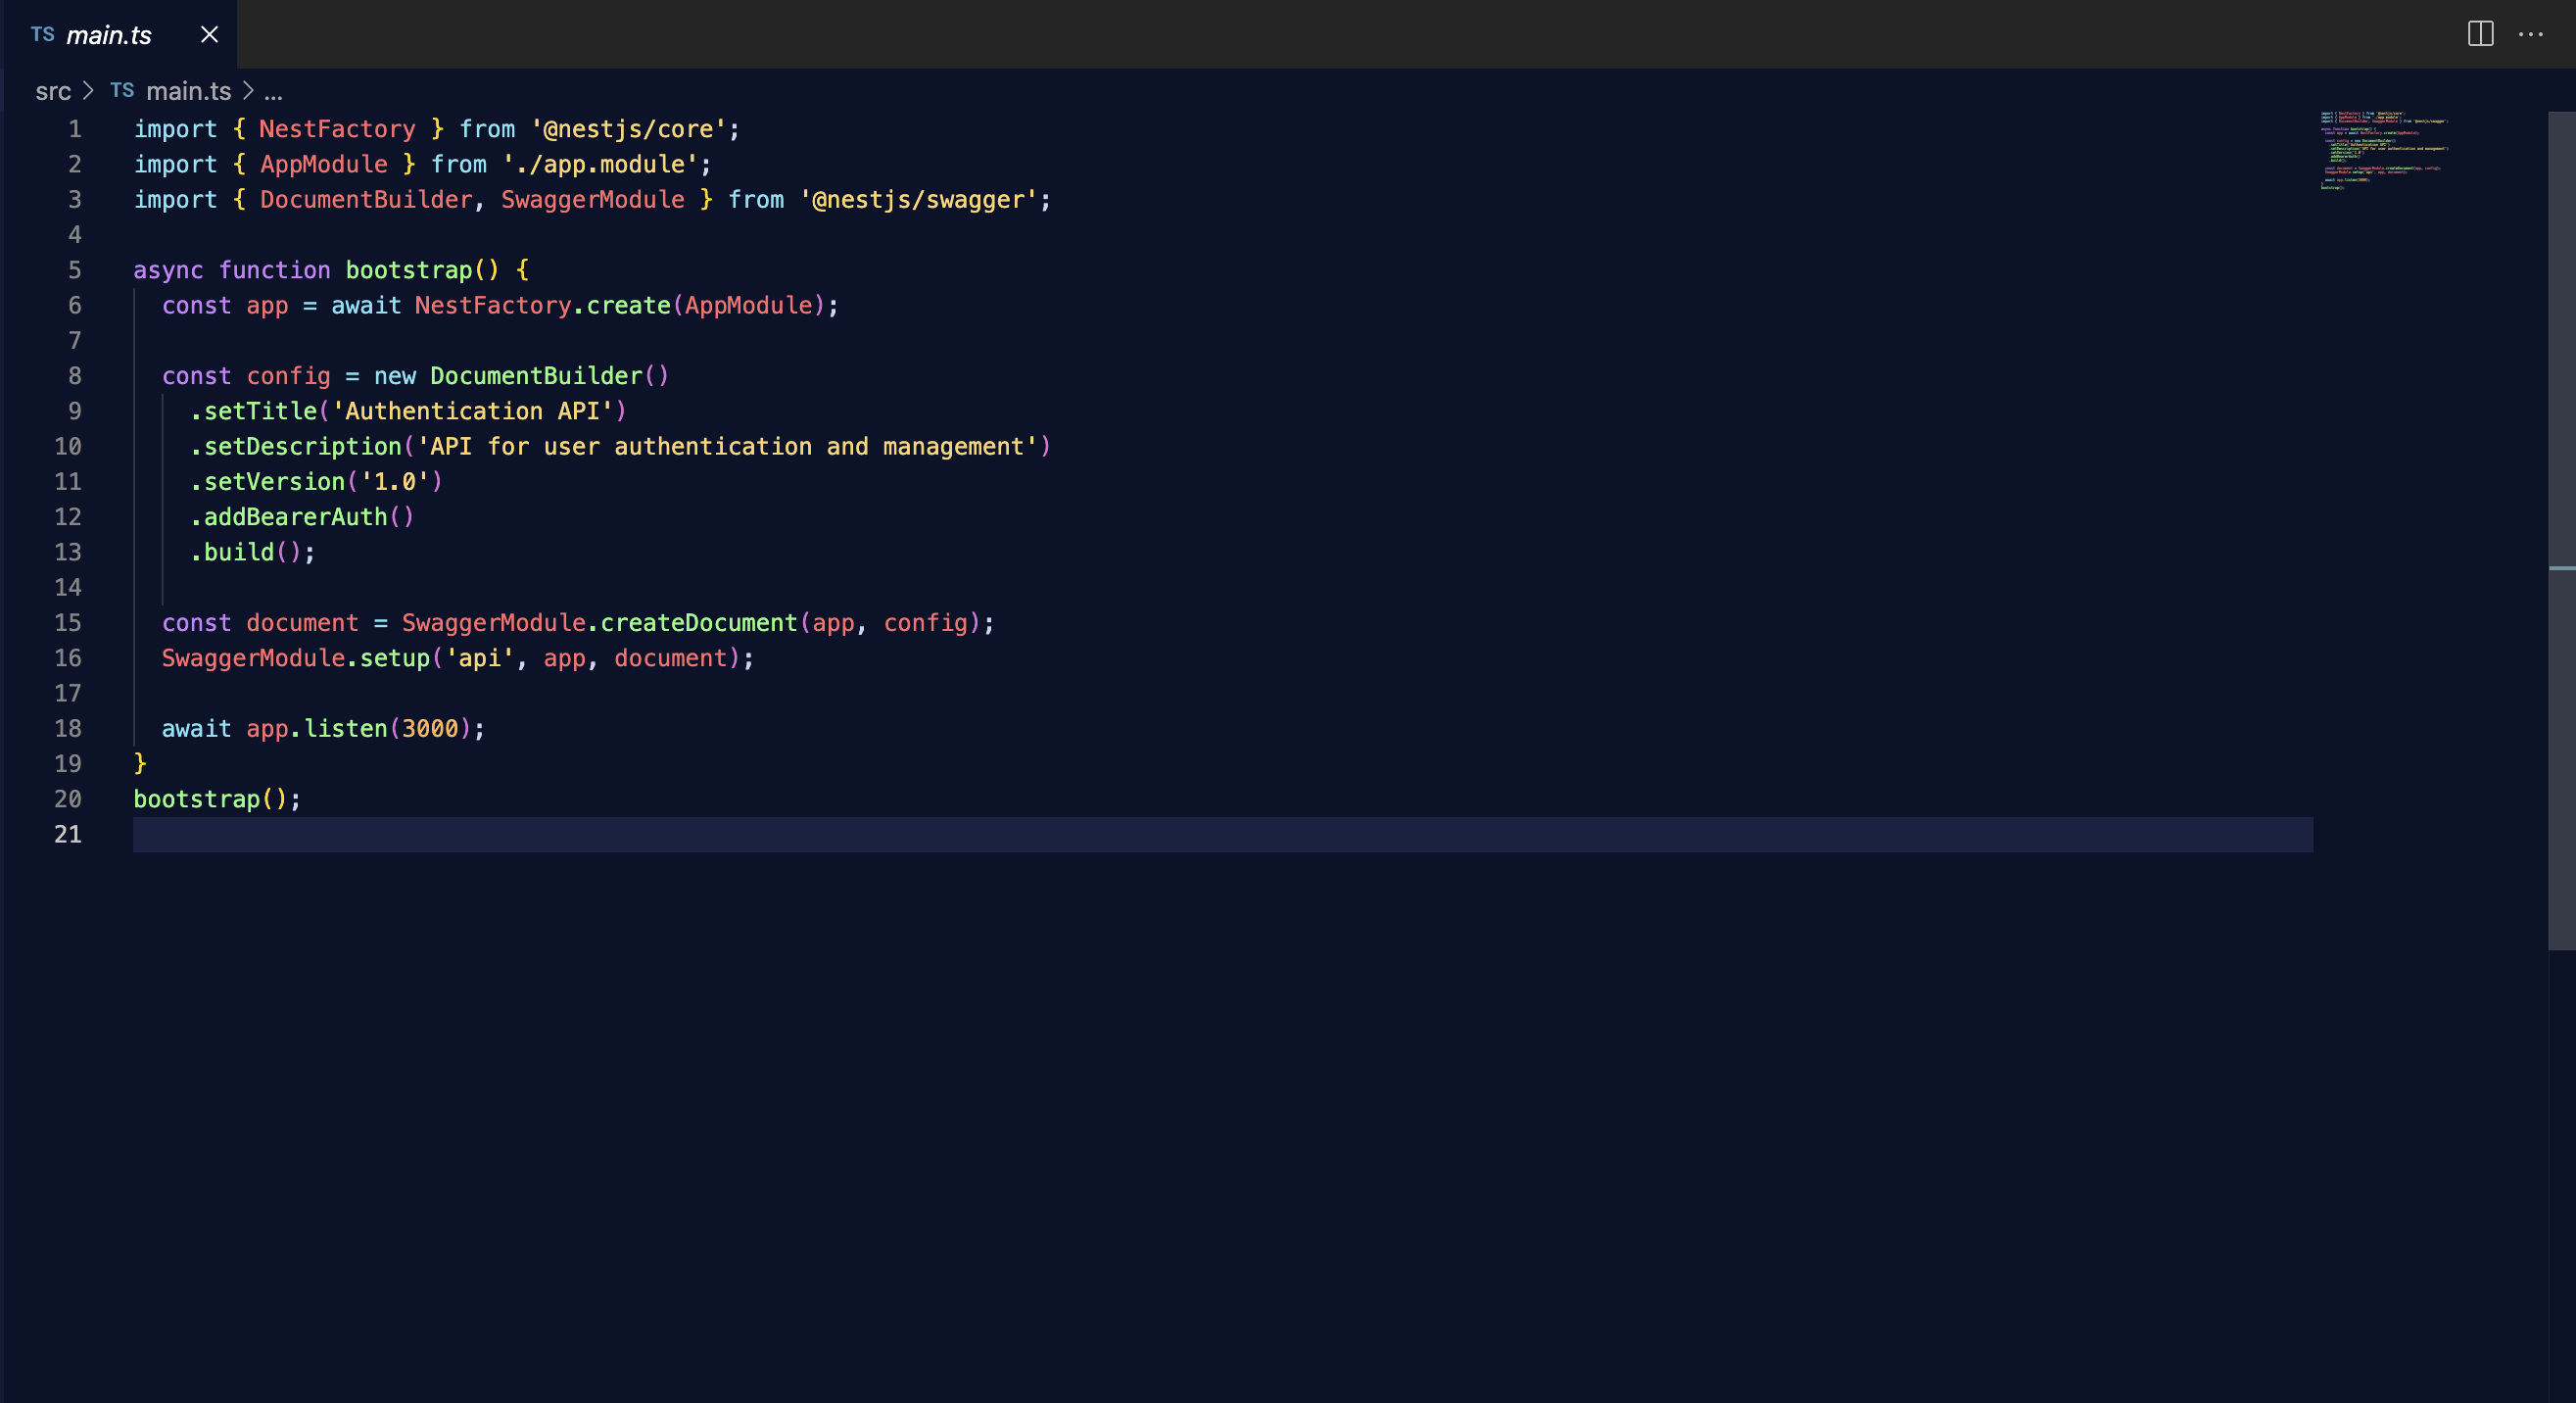 TS main.ts
src > TS main.ts > ...
1 import { NestFactory } from '@nestjs/core';
2 import { AppModule } from './app.module';
3 import { DocumentBuilder, SwaggerModule } from '@nestjs/swagger';
4
5 async function bootstrap() {
6   const app = await NestFactory.create(AppModule);
7
8   const config = new DocumentBuilder()
9     .setTitle('Authentication API')
10     .setDescription('API for user authentication and management')
11     .setVersion('1.0')
12     .addBearerAuth()
13     .build();
14
15   const document = SwaggerModule.createDocument(app, config);
16   SwaggerModule.setup('api', app, document);
17
18   await app.listen(3000);
19 }
20 bootstrap();
21